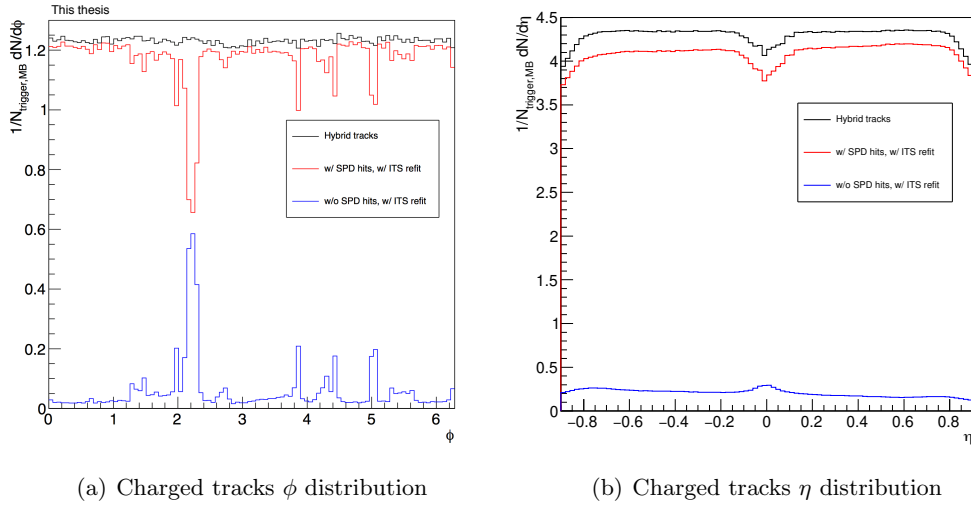 This thesis
1/N_trigger,MB dN/dϕ
1.2
1
0.8
0.6
0.4
0.2
0
0 1 2 3 4 5 6
ϕ
Hybrid tracks
w/ SPD hits, w/ ITS refit
w/o SPD hits, w/ ITS refit
(a) Charged tracks ϕ distribution
1/N_trigger,MB dN/dη
4.5
4
3.5
3
2.5
2
1.5
1
0.5
0
−0.8 −0.6 −0.4 −0.2 0 0.2 0.4 0.6 0.8
η
Hybrid tracks
w/ SPD hits, w/ ITS refit
w/o SPD hits, w/ ITS refit
(b) Charged tracks η distribution